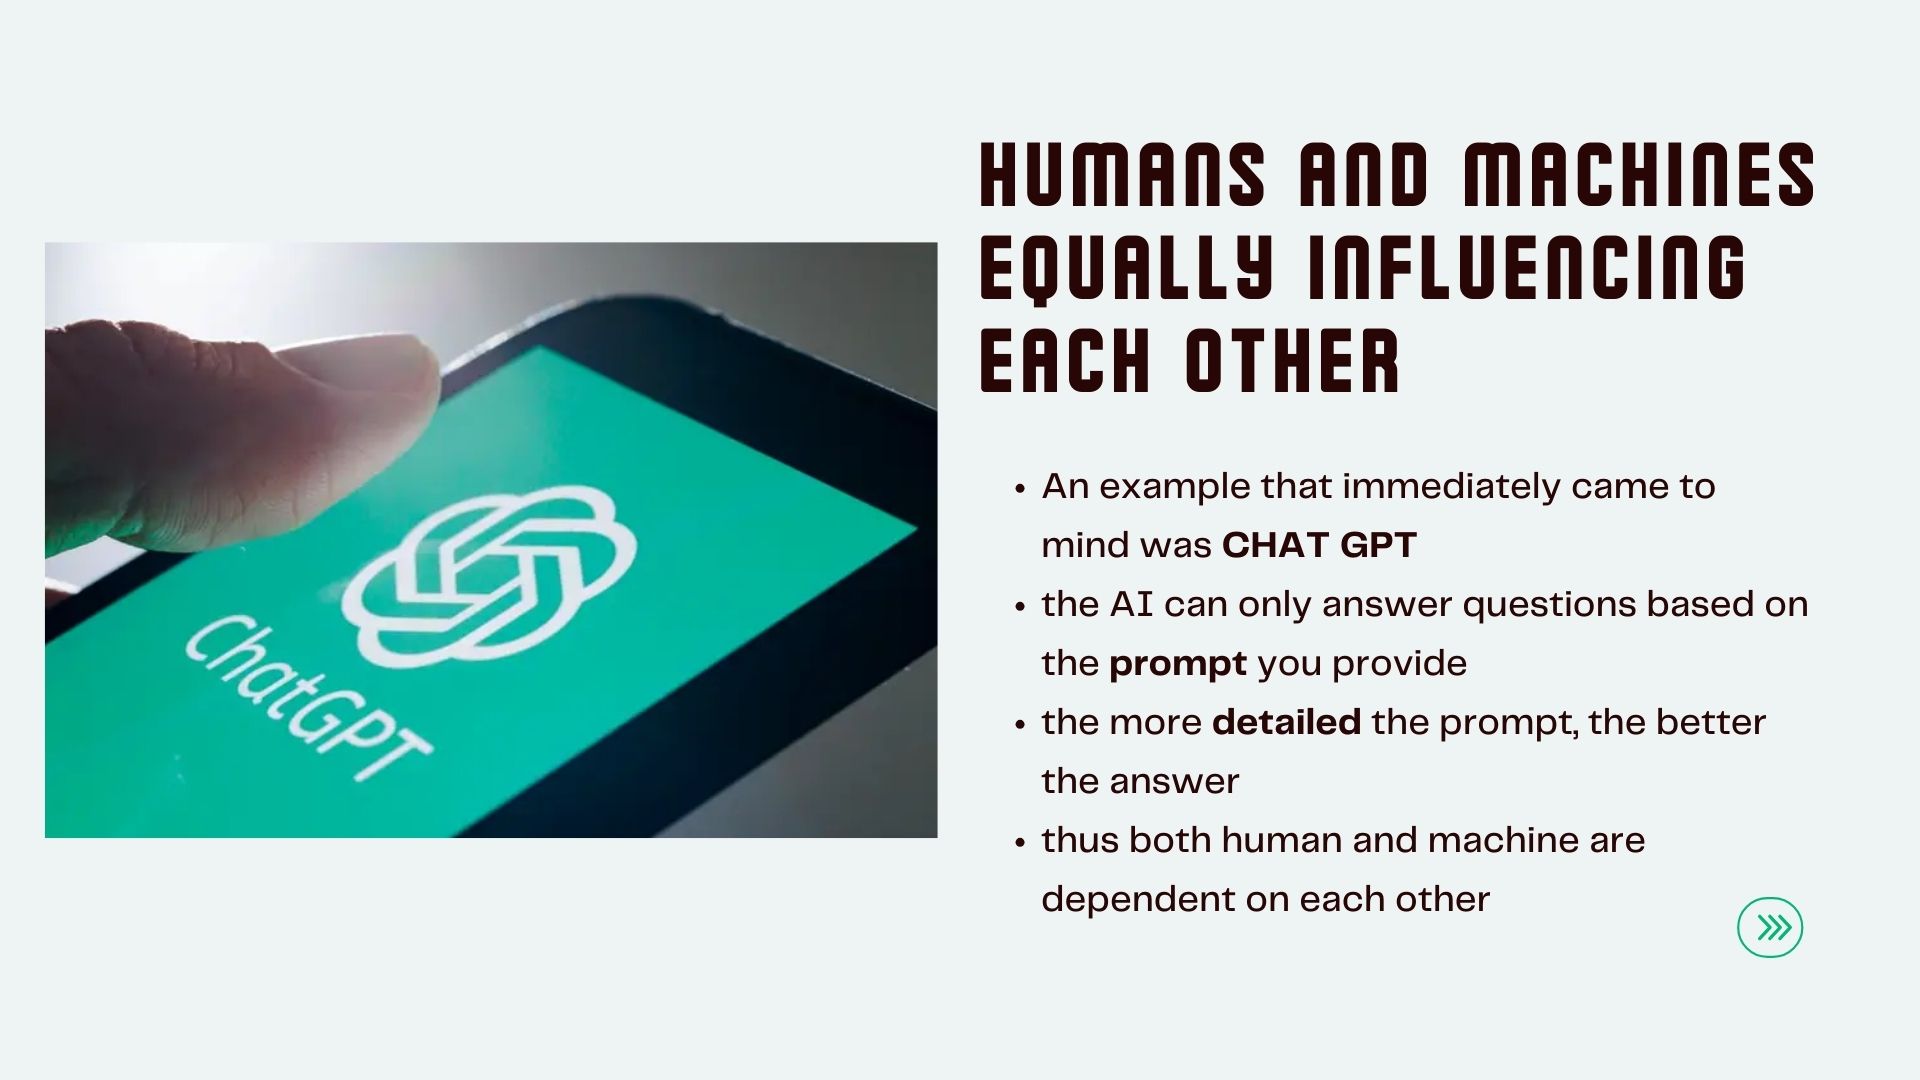 HUMANS AND MACHINES
EQUALLY INFLUENCING
EACH OTHER
ChatGPT
• An example that immediately came to
mind was CHAT GPT
• the AI can only answer questions based on
the prompt you provide
• the more detailed the prompt, the better
the answer
• thus both human and machine are
dependent on each other